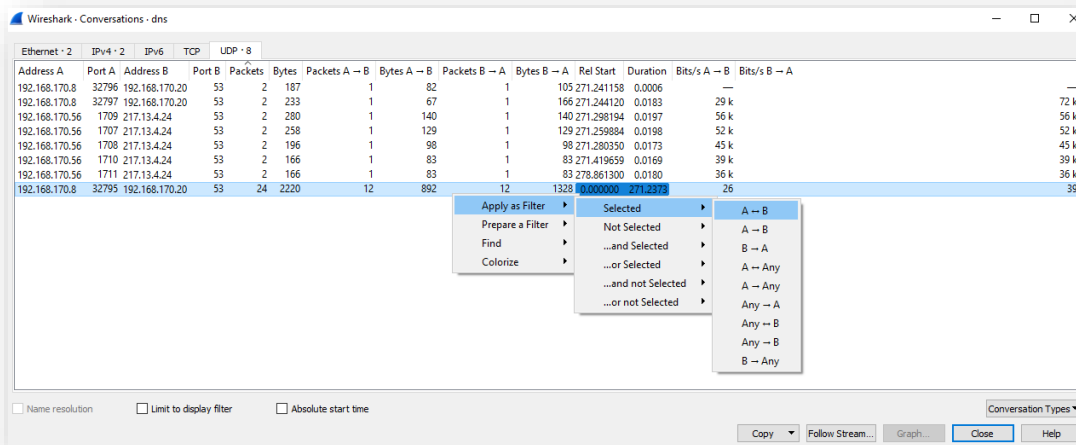 Wireshark · Conversations · dns
Ethernet · 2 IPv4 · 2 IPv6 TCP UDP · 8
Address A Port A Address B Port B Packets Bytes Packets A → B Bytes A → B Packets B → A Bytes B → A Rel Start Duration Bits/s A → B Bits/s B → A
192.168.170.8 32796 192.168.170.20 53 2 187 1 82 1 105 271.241158 0.0006 — —
192.168.170.8 32797 192.168.170.20 53 2 233 1 67 1 166 271.244120 0.0183 29 k 72 k
192.168.170.56 1709 217.13.4.24 53 2 280 1 140 1 140 271.298194 0.0197 56 k 56 k
192.168.170.56 1707 217.13.4.24 53 2 258 1 129 1 129 271.259884 0.0198 52 k 52 k
192.168.170.56 1708 217.13.4.24 53 2 196 1 98 1 98 271.280350 0.0173 45 k 45 k
192.168.170.56 1710 217.13.4.24 53 2 166 1 83 1 83 271.419659 0.0169 39 k 39 k
192.168.170.56 1711 217.13.4.24 53 2 166 1 83 1 83 278.861300 0.0180 36 k 36 k
192.168.170.8 32795 192.168.170.20 53 24 2220 12 892 12 1328 0.000000 271.2373 26 39
Apply as Filter
Prepare a Filter
Find
Colorize
Selected
Not Selected
...and Selected
...or Selected
...and not Selected
...or not Selected
A ↔ B
A → B
B → A
A ↔ Any
A → Any
Any → A
Any ↔ B
Any → B
B → Any
Name resolution Limit to display filter Absolute start time Conversation Types
Copy Follow Stream... Graph... Close Help